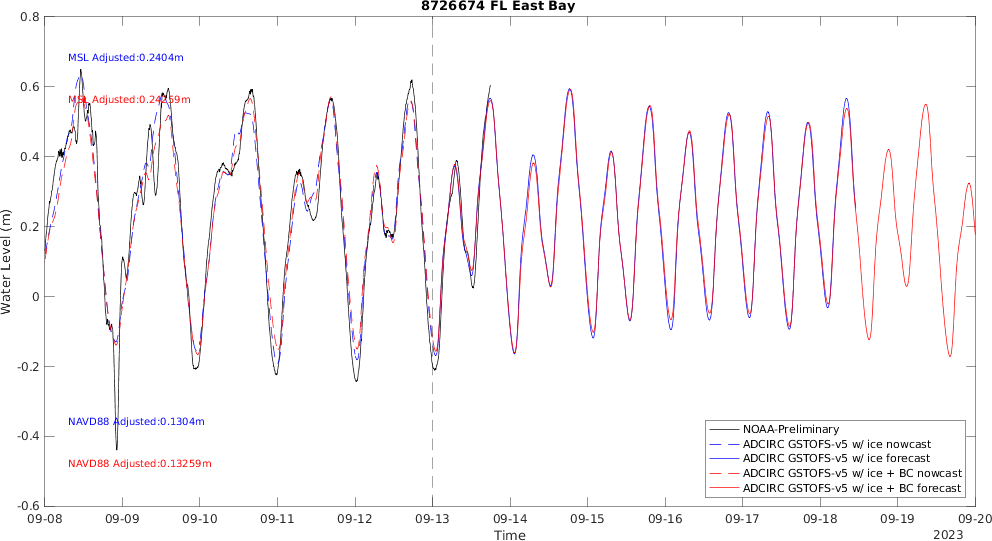 8726674 FL East Bay
0.8
0.6
0.4
0.2
0
-0.2
-0.4
-0.6
Water Level (m)
MSL Adjusted:0.2404m
MSL Adjusted:0.24259m
NAVD88 Adjusted:0.1304m
NAVD88 Adjusted:0.13259m
NOAA-Preliminary
ADCIRC GSTOFS-v5 w/ ice nowcast
ADCIRC GSTOFS-v5 w/ ice forecast
ADCIRC GSTOFS-v5 w/ ice + BC nowcast
ADCIRC GSTOFS-v5 w/ ice + BC forecast
09-08 09-09 09-10 09-11 09-12 09-13 09-14 09-15 09-16 09-17 09-18 09-19 09-20
Time
2023